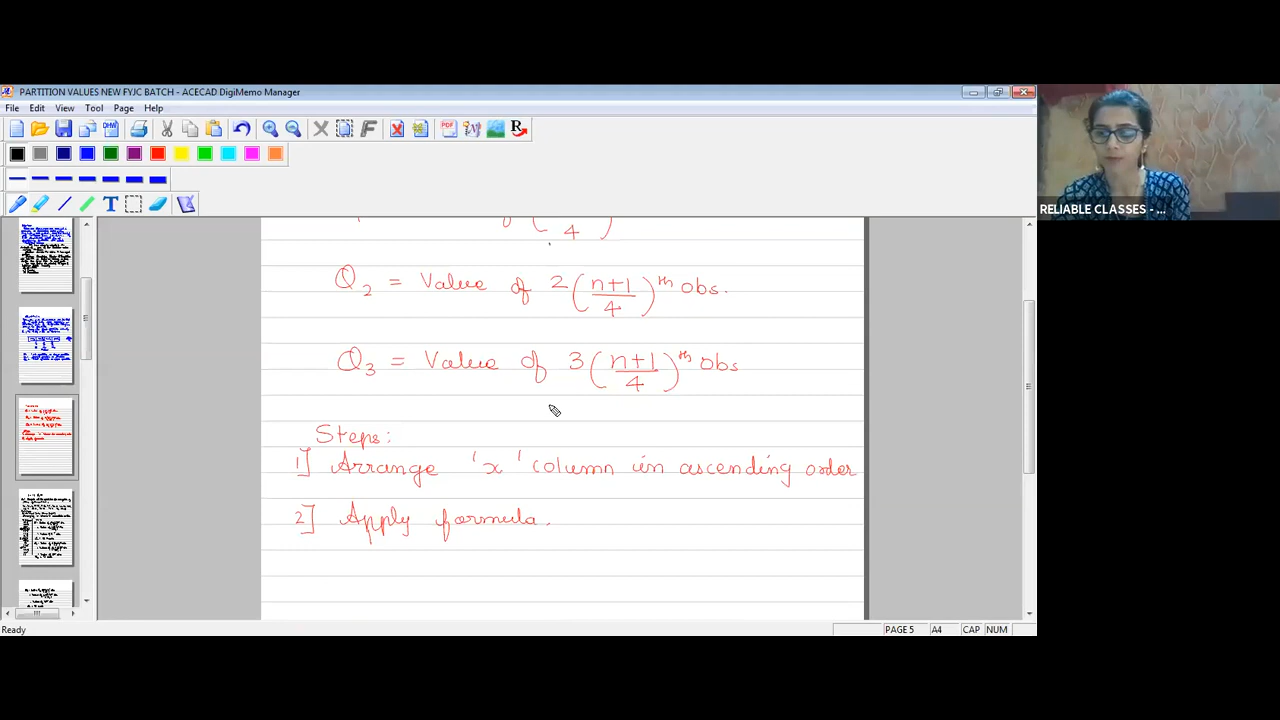 PARTITION VALUES NEW FYJC BATCH - ACECAD DigiMemo Manager
File Edit View Tool Page Help
RELIABLE CLASSES - ...
4
Q2 = Value of 2 (n+1/4)th obs.
Q3 = Value of 3 (n+1/4)th obs
Steps:
1] Arrange 'x' column in ascending order
2] Apply formula.
Ready
PAGE 5 A4 CAP NUM